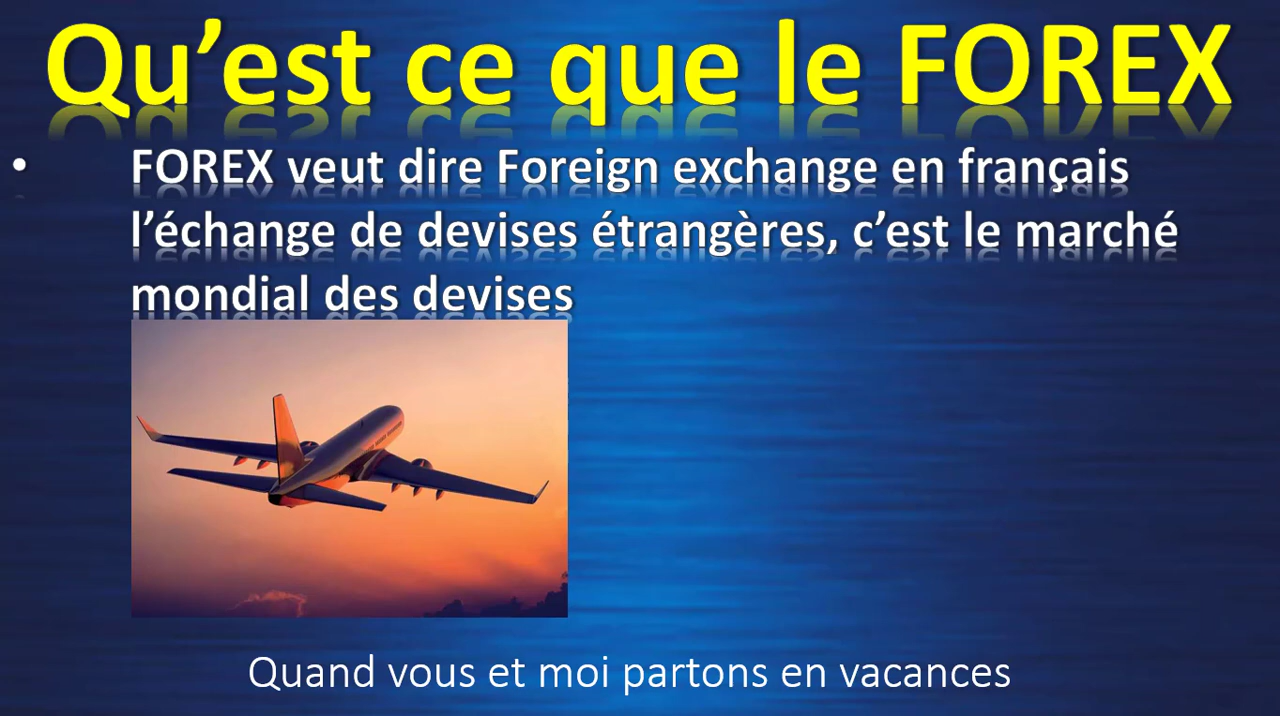 Qu’est ce que le FOREX
• FOREX veut dire Foreign exchange en français
l’échange de devises étrangères, c’est le marché
mondial des devises
Quand vous et moi partons en vacances